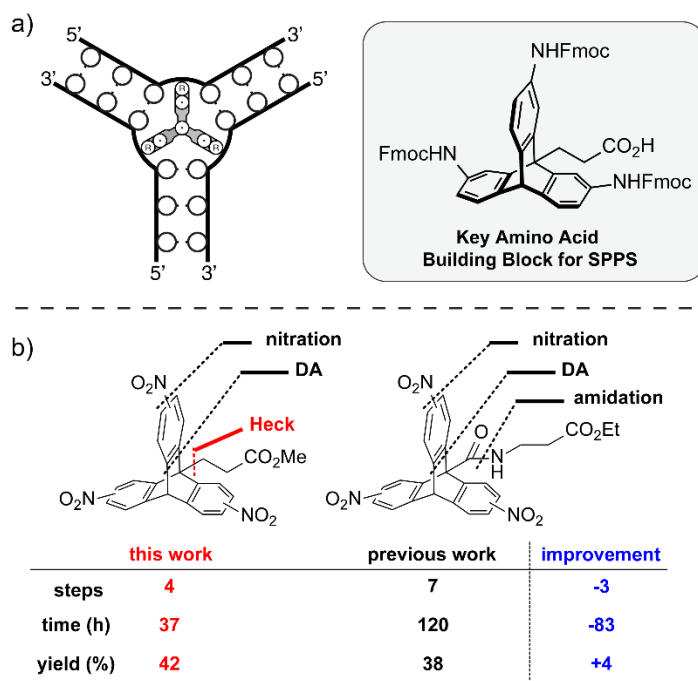 a)
5'
3'
3'
5'
R
R
R
5'
3'
NHFmoc
CO₂H
FmocHN
NHFmoc
Key Amino Acid
Building Block for SPPS
b)
nitration
DA
Heck
O₂N
CO₂Me
O₂N
NO₂
nitration
DA
amidation
O₂N
O
N
H
CO₂Et
O₂N
NO₂
this work previous work improvement
steps 4 7 -3
time (h) 37 120 -83
yield (%) 42 38 +4